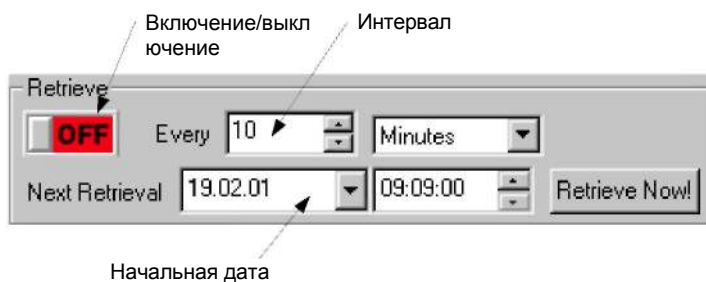 Включение/выкл
ючение
Интервал
Retrieve
OFF Every 10 Minutes
Next Retrieval 19.02.01 09:09:00 Retrieve Now!
Начальная дата